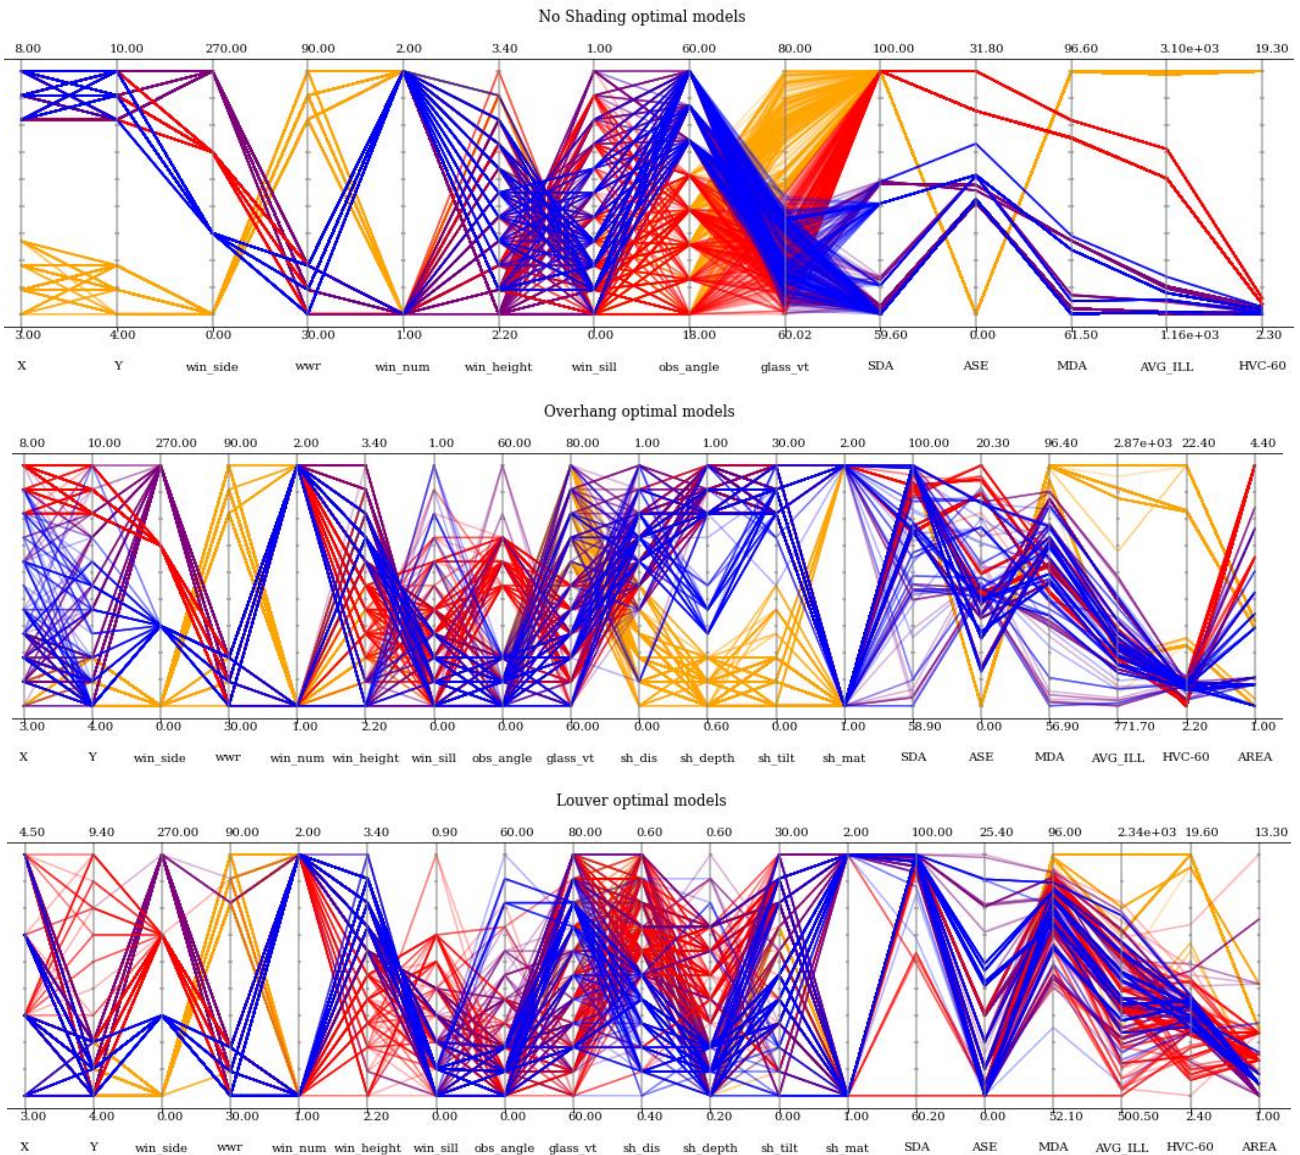 No Shading optimal models
8.00 10.00 270.00 90.00 2.00 3.40 1.00 60.00 80.00 100.00 31.80 96.60 3.10e+03 19.30
3.00 4.00 0.00 30.00 1.00 2.20 0.00 18.00 60.02 59.60 0.00 61.50 1.16e+03 2.30
X Y win_side wwr win_num win_height win_sill obs_angle glass_vt SDA ASE MDA AVG_ILL HVC-60
Overhang optimal models
8.00 10.00 270.00 90.00 2.00 3.40 1.00 60.00 80.00 1.00 1.00 30.00 2.00 100.00 20.30 96.40 2.87e+03 22.40 4.40
3.00 4.00 0.00 30.00 1.00 2.20 0.00 0.00 60.00 0.00 0.60 0.00 1.00 58.90 0.00 56.90 771.70 2.20 1.00
X Y win_side wwr win_num win_height win_sill obs_angle glass_vt sh_dis sh_depth sh_tilt sh_mat SDA ASE MDA AVG_ILL HVC-60 AREA
Louver optimal models
4.50 9.40 270.00 90.00 2.00 3.40 0.90 60.00 80.00 0.60 0.60 30.00 2.00 100.00 25.40 96.00 2.34e+03 19.60 13.30
3.00 4.00 0.00 30.00 1.00 2.20 0.00 0.00 60.00 0.40 0.20 0.00 1.00 60.20 0.00 52.10 500.50 2.40 1.00
X Y win_side wwr win_num win_height win_sill obs_angle glass_vt sh_dis sh_depth sh_tilt sh_mat SDA ASE MDA AVG_ILL HVC-60 AREA